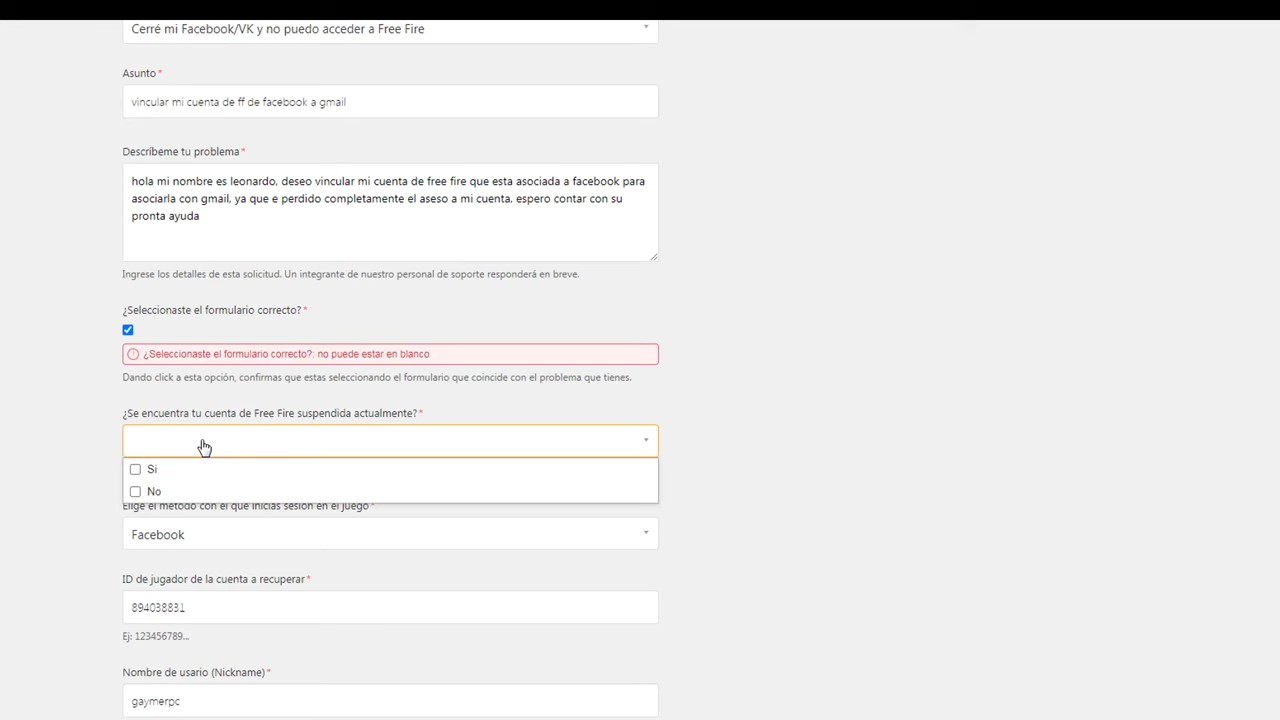 Cerré mi Facebook/VK y no puedo acceder a Free Fire
Asunto*
vincular mi cuenta de ff de facebook a gmail
Descríbeme tu problema*
hola mi nombre es leonardo, deseo vincular mi cuenta de free fire que esta asociada a facebook para
asociarla con gmail, ya que e perdido completamente el aseso a mi cuenta, espero contar con su
pronta ayuda
Ingrese los detalles de esta solicitud. Un integrante de nuestro personal de soporte responderá en breve.
¿Seleccionaste el formulario correcto?*
¿Seleccionaste el formulario correcto?: no puede estar en blanco
Dando click a esta opción, confirmas que estas seleccionando el formulario que coincide con el problema que tienes.
¿Se encuentra tu cuenta de Free Fire suspendida actualmente?*
Si
No
Elige el método con el que inicias sesión en el juego*
Facebook
ID de jugador de la cuenta a recuperar*
894038831
Ej: 123456789...
Nombre de usario (Nickname)*
gaymerpc